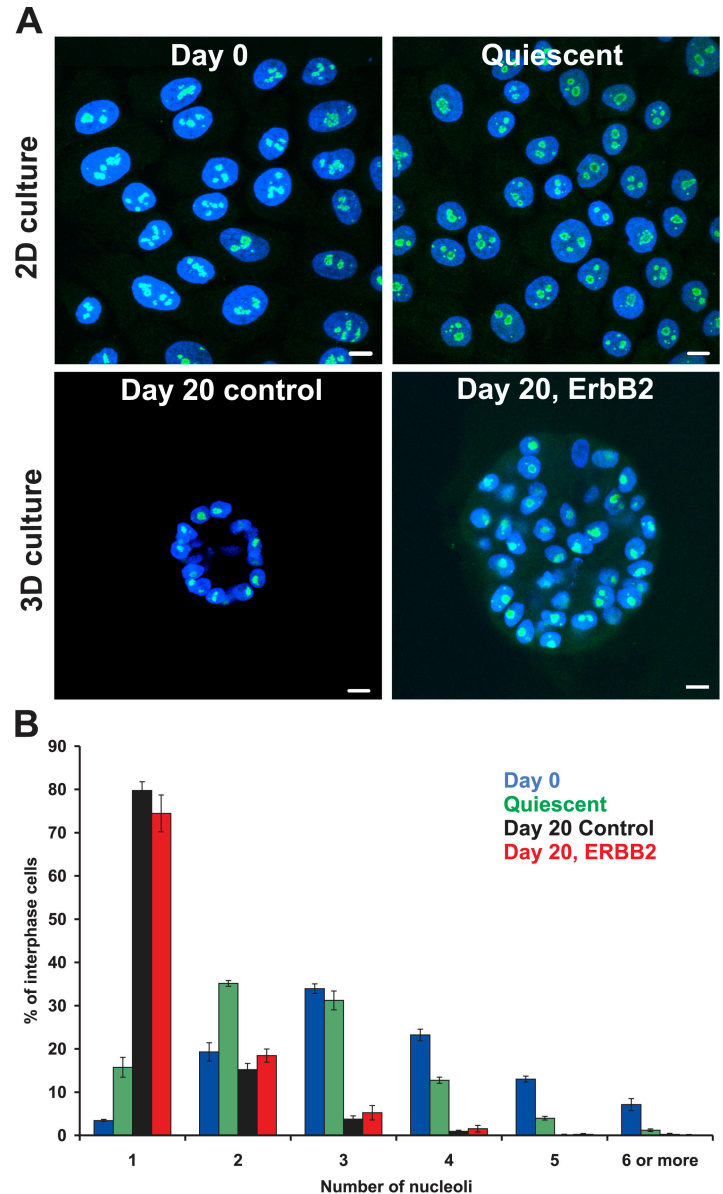 A
Day 0
Quiescent
2D culture
Day 20 control
Day 20, ErbB2
3D culture
B
90
80
70
60
50
40
30
20
10
0
% of interphase cells
Day 0
Quiescent
Day 20 Control
Day 20, ERBB2
1 2 3 4 5 6 or more
Number of nucleoli